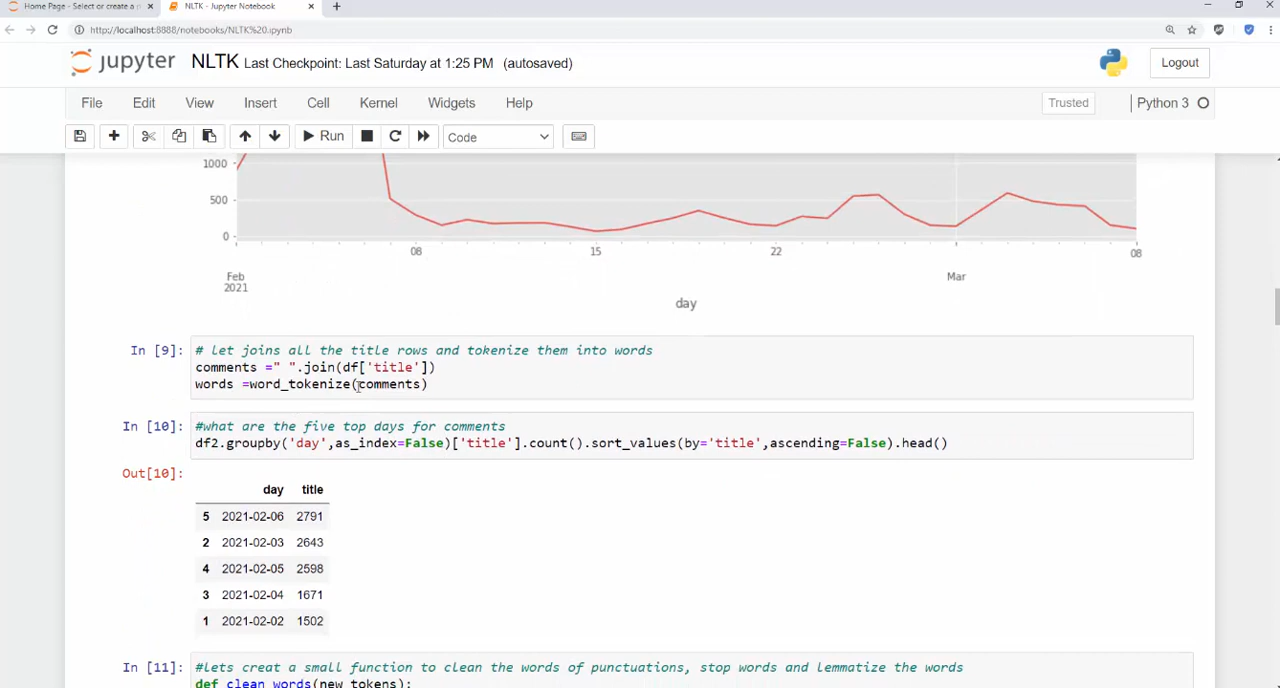 Home Page - Select or create a n
NLTK - Jupyter Notebook
http://localhost:8888/notebooks/NLTK%20.ipynb
jupyter NLTK Last Checkpoint: Last Saturday at 1:25 PM (autosaved)
Logout
File Edit View Insert Cell Kernel Widgets Help
Trusted
Python 3
Run
Code
1000
500
0
08 15 22 08
Feb Mar
2021
day
In [9]:
# let joins all the title rows and tokenize them into words
comments =" ".join(df['title'])
words =word_tokenize(comments)
In [10]:
#what are the five top days for comments
df2.groupby('day',as_index=False)['title'].count().sort_values(by='title',ascending=False).head()
Out[10]:
day title
5 2021-02-06 2791
2 2021-02-03 2643
4 2021-02-05 2598
3 2021-02-04 1671
1 2021-02-02 1502
In [11]:
#lets creat a small function to clean the words of punctuations, stop words and lemmatize the words
def clean_words(new_tokens):